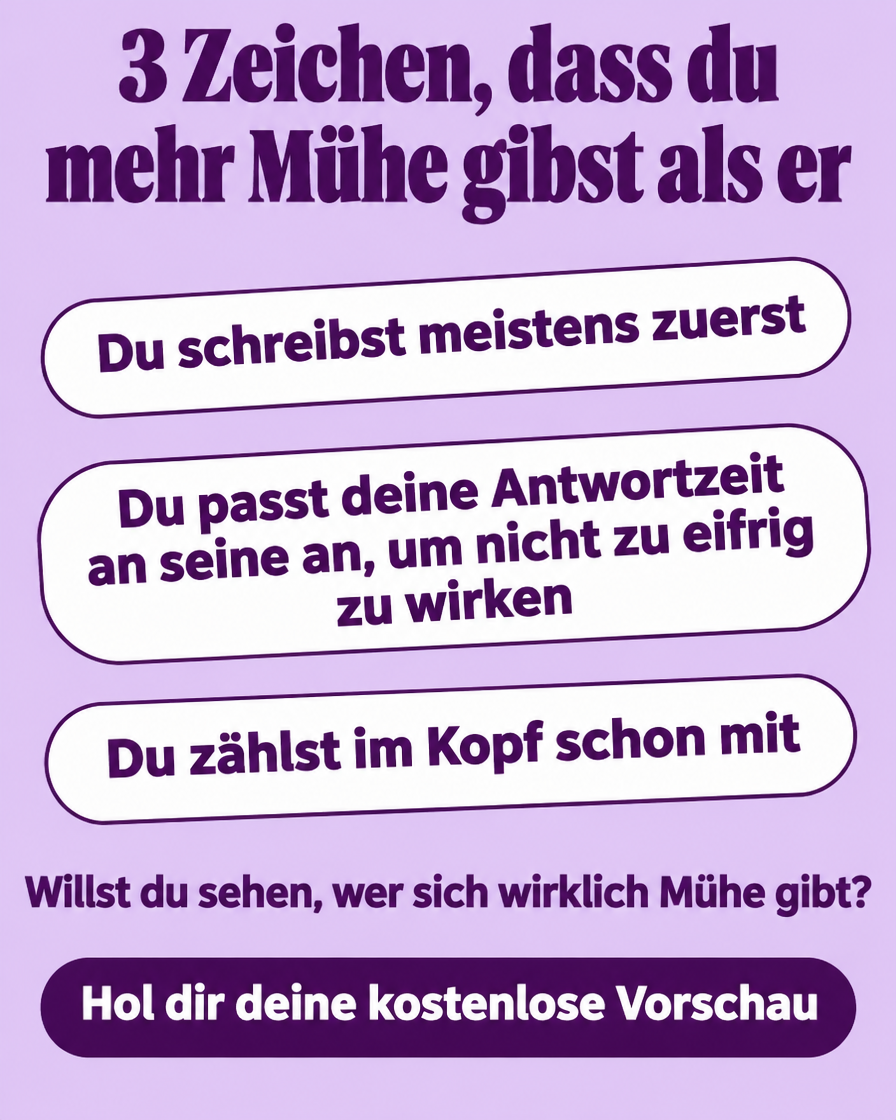 3 Zeichen, dass du
mehr Mühe gibst als er
Du schreibst meistens zuerst
Du passt deine Antwortzeit
an seine an, um nicht zu eifrig
zu wirken
Du zählst im Kopf schon mit
Willst du sehen, wer sich wirklich Mühe gibt?
Hol dir deine kostenlose Vorschau